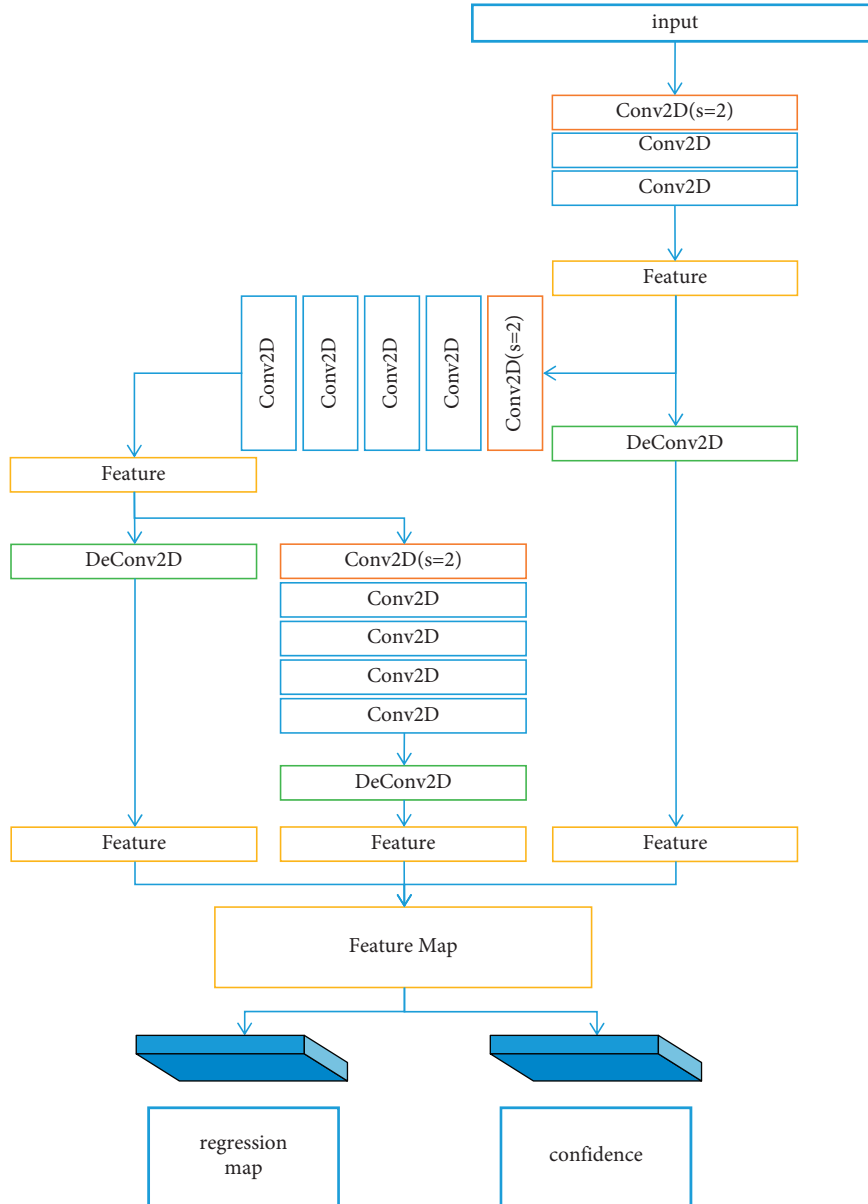 input
Conv2D(s=2)
Conv2D
Conv2D
Feature
Conv2D
Conv2D
Conv2D
Conv2D
Conv2D(s=2)
DeConv2D
Feature
DeConv2D
Conv2D(s=2)
Conv2D
Conv2D
Conv2D
Conv2D
DeConv2D
Feature
Feature
Feature
Feature Map
regression
map
confidence